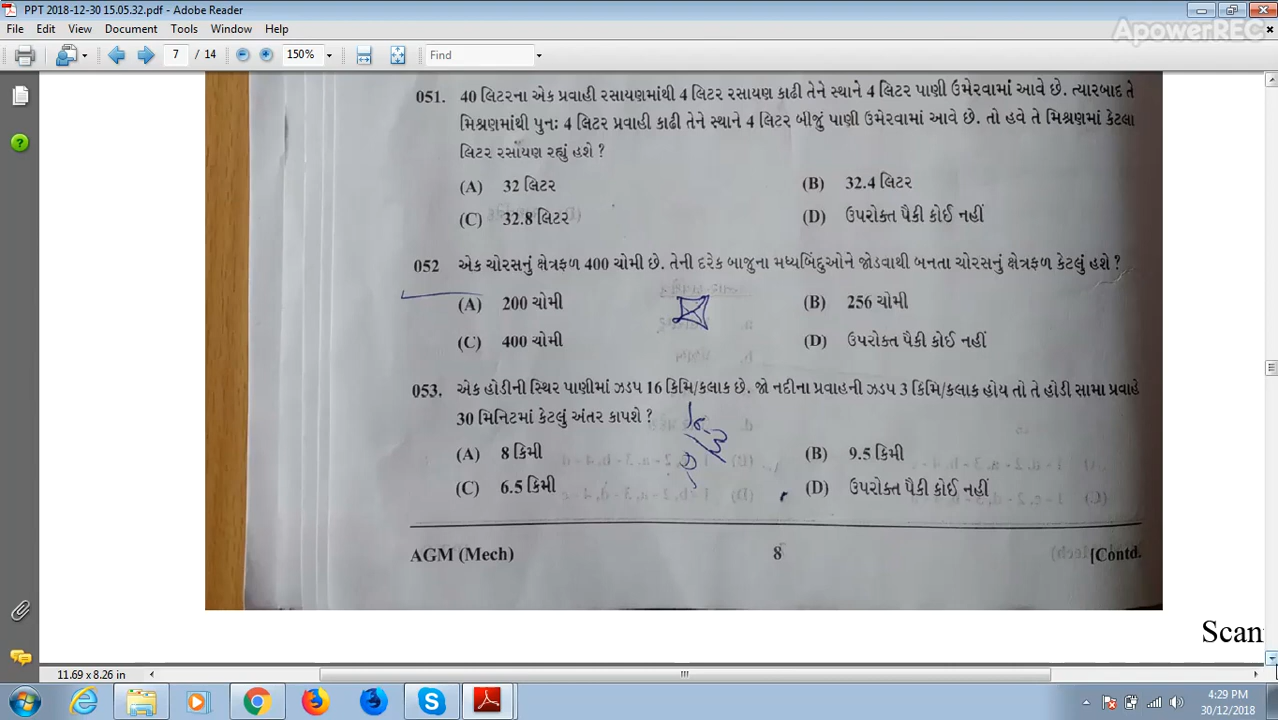 PPT 2018-12-30 15.05.32.pdf - Adobe Reader
ApowerREC
File Edit View Document Tools Window Help
7 / 14 150% Find
051. 40 લિટરના એક પ્રવાહી રસાયણમાંથી 4 લિટર રસાયણ કાઢી તેને સ્થાને 4 લિટર પાણી ઉમેરવામાં આવે છે. ત્યારબાદ તે
મિશ્રણમાંથી પુનઃ 4 લિટર પ્રવાહી કાઢી તેને સ્થાને 4 લિટર બીજું પાણી ઉમેરવામાં આવે છે. તો હવે તે મિશ્રણમાં કેટલા
લિટર રસાયણ રહ્યું હશે ?
(A) 32 લિટર (B) 32.4 લિટર
(C) 32.8 લિટર (D) ઉપરોક્ત પૈકી કોઈ નહીં
052 એક ચોરસનું ક્ષેત્રફળ 400 ચોમી છે. તેની દરેક બાજુના મધ્યબિંદુઓને જોડવાથી બનતા ચોરસનું ક્ષેત્રફળ કેટલું હશે ?
(A) 200 ચોમી (B) 256 ચોમી
(C) 400 ચોમી (D) ઉપરોક્ત પૈકી કોઈ નહીં
053. એક હોડીની સ્થિર પાણીમાં ઝડપ 16 કિમિ/કલાક છે. જો નદીના પ્રવાહની ઝડપ 3 કિમિ/કલાક હોય તો તે હોડી સામા પ્રવાહે
30 મિનિટમાં કેટલું અંતર કાપશે ?
(A) 8 કિમી (B) 9.5 કિમી
(C) 6.5 કિમી (D) ઉપરોક્ત પૈકી કોઈ નહીં
AGM (Mech) 8 [Contd.
Scan
11.69 x 8.26 in
4:29 PM
30/12/2018